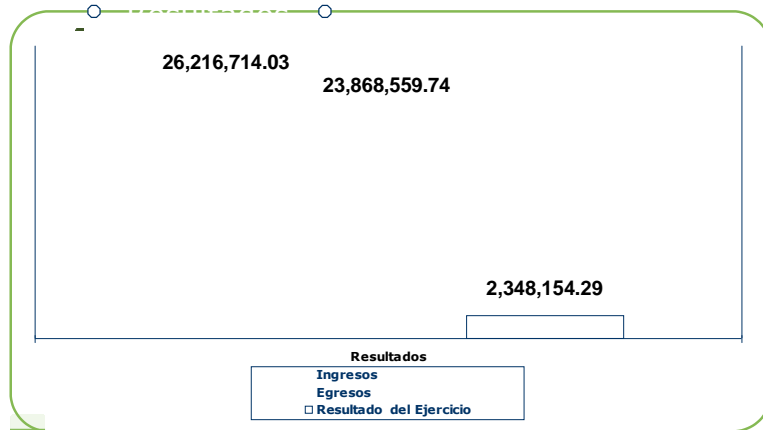 26,216,714.03
23,868,559.74
2,348,154.29
Resultados
Ingresos
Egresos
Resultado del Ejercicio